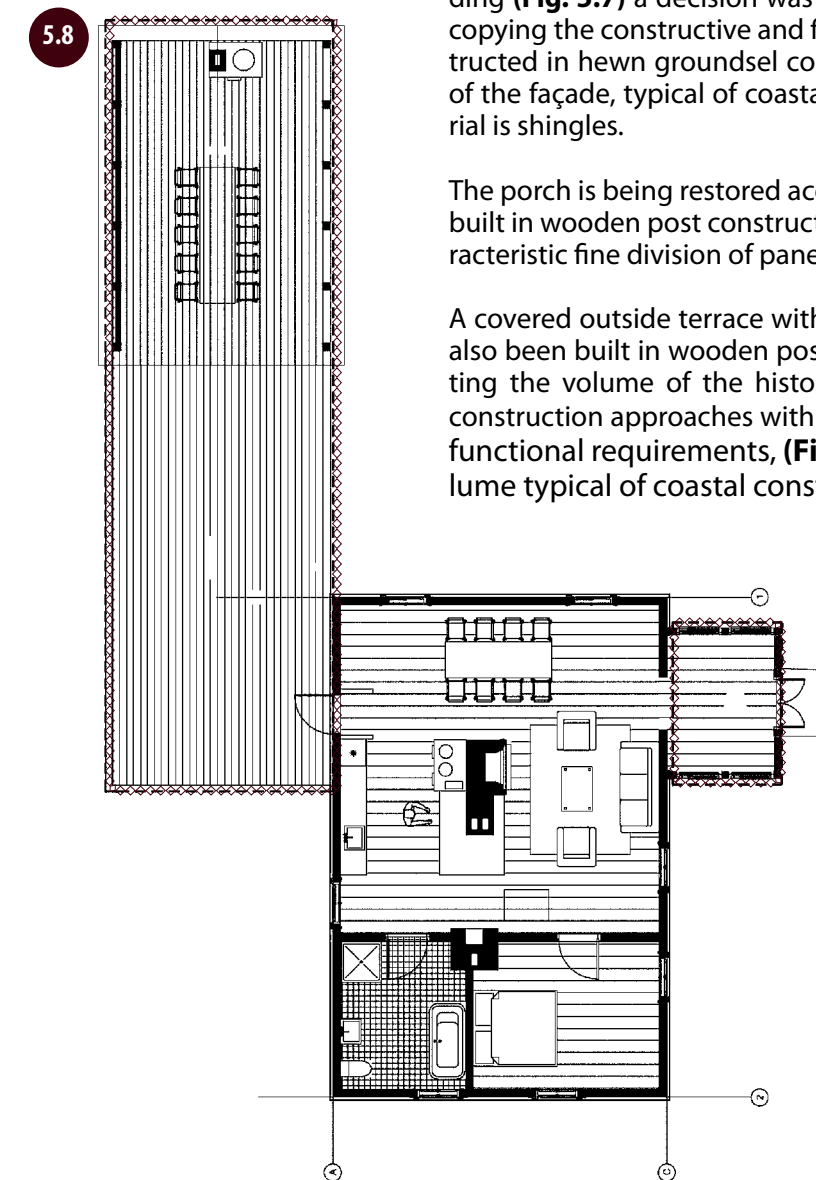 5.8
ding (Fig. 5.7) a decision was
copying the constructive and f
tructed in hewn groundsel co
of the façade, typical of coasta
rial is shingles.
The porch is being restored acc
built in wooden post construct
racteristic fine division of pane
A covered outside terrace with
also been built in wooden pos
ting the volume of the histo
construction approaches with
functional requirements, (Fi
lume typical of coastal cons
1
2
A
C